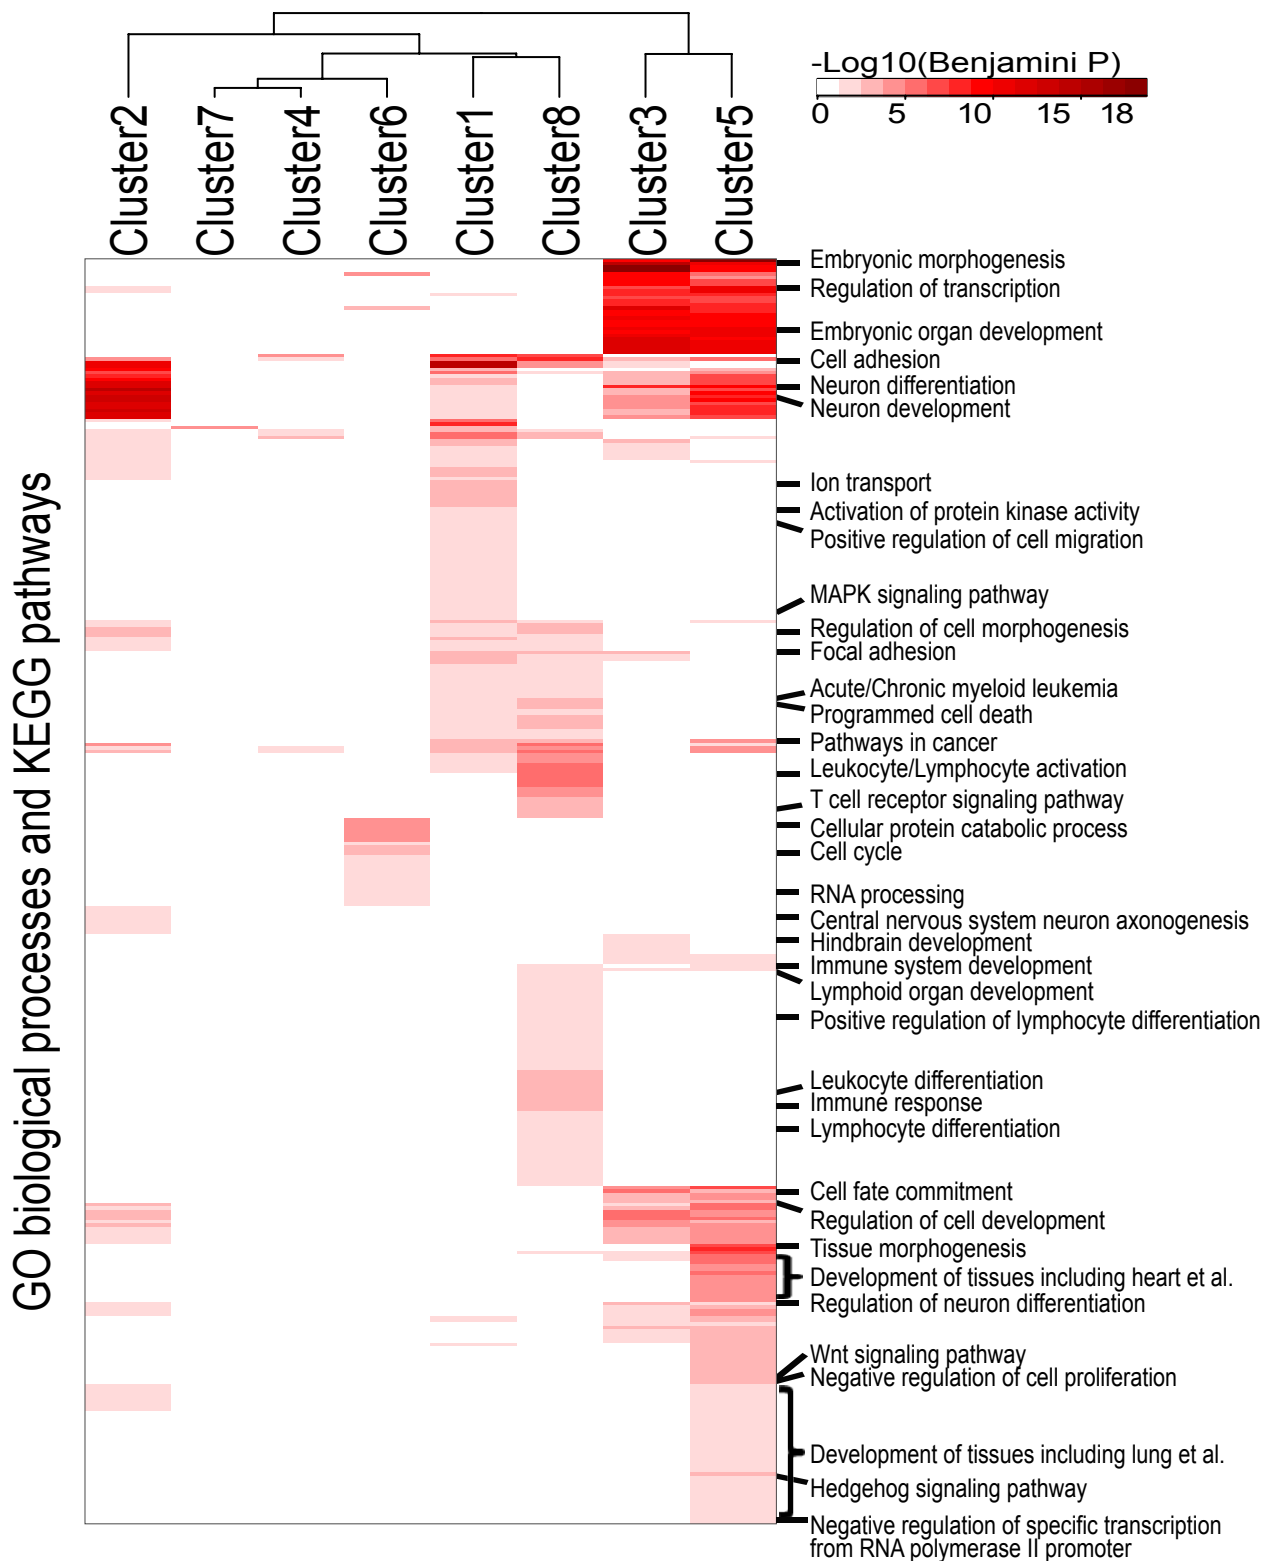 -Log10(Benjamini P)
0 5 10 15 18
Cluster2
Cluster7
Cluster4
Cluster6
Cluster1
Cluster8
Cluster3
Cluster5
GO biological processes and KEGG pathways
Embryonic morphogenesis
Regulation of transcription
Embryonic organ development
Cell adhesion
Neuron differentiation
Neuron development
Ion transport
Activation of protein kinase activity
Positive regulation of cell migration
MAPK signaling pathway
Regulation of cell morphogenesis
Focal adhesion
Acute/Chronic myeloid leukemia
Programmed cell death
Pathways in cancer
Leukocyte/Lymphocyte activation
T cell receptor signaling pathway
Cellular protein catabolic process
Cell cycle
RNA processing
Central nervous system neuron axonogenesis
Hindbrain development
Immune system development
Lymphoid organ development
Positive regulation of lymphocyte differentiation
Leukocyte differentiation
Immune response
Lymphocyte differentiation
Cell fate commitment
Regulation of cell development
Tissue morphogenesis
Development of tissues including heart et al.
Regulation of neuron differentiation
Wnt signaling pathway
Negative regulation of cell proliferation
Development of tissues including lung et al.
Hedgehog signaling pathway
Negative regulation of specific transcription
from RNA polymerase II promoter